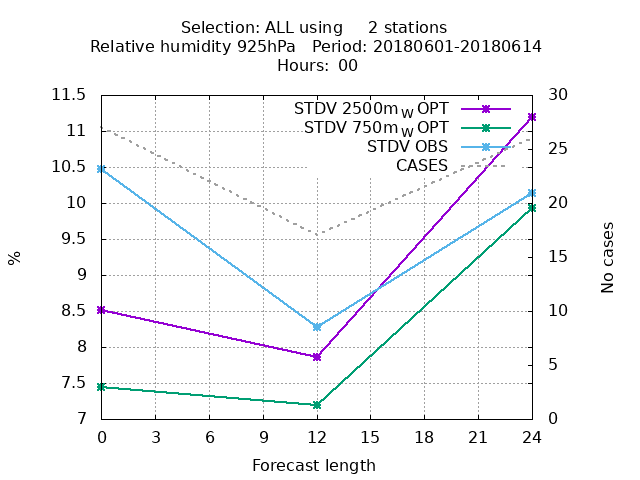 Selection: ALL using 2 stations
Relative humidity 925hPa Period: 20180601-20180614
Hours: 00
11.5 30
STDV 2500m W OPT
11
STDV 750m W OPT
STDV OBS
25
CASES
10.5
10 20
9.5
%
9
15
No cases
8.5 10
8
7.5
5
7 0
0 3 6 9 12 15 18 21 24
Forecast length